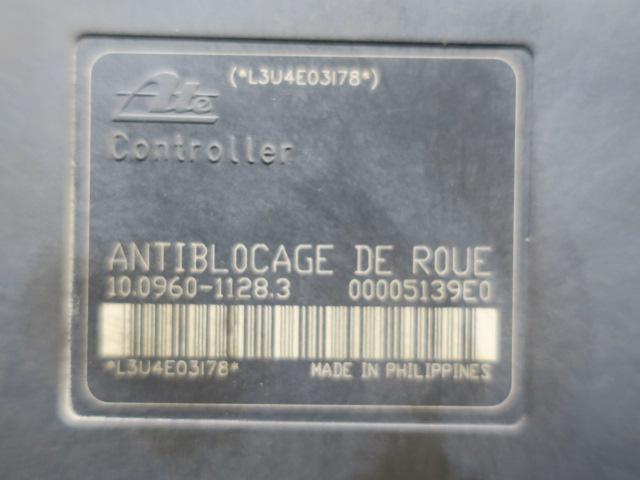 (*L3U4E03178*)
Ate
Controller
ANTIBLOCAGE DE ROUE
10.0960-1128.3 00005139E0
*L3U4E03178*
MADE IN PHILIPPINES